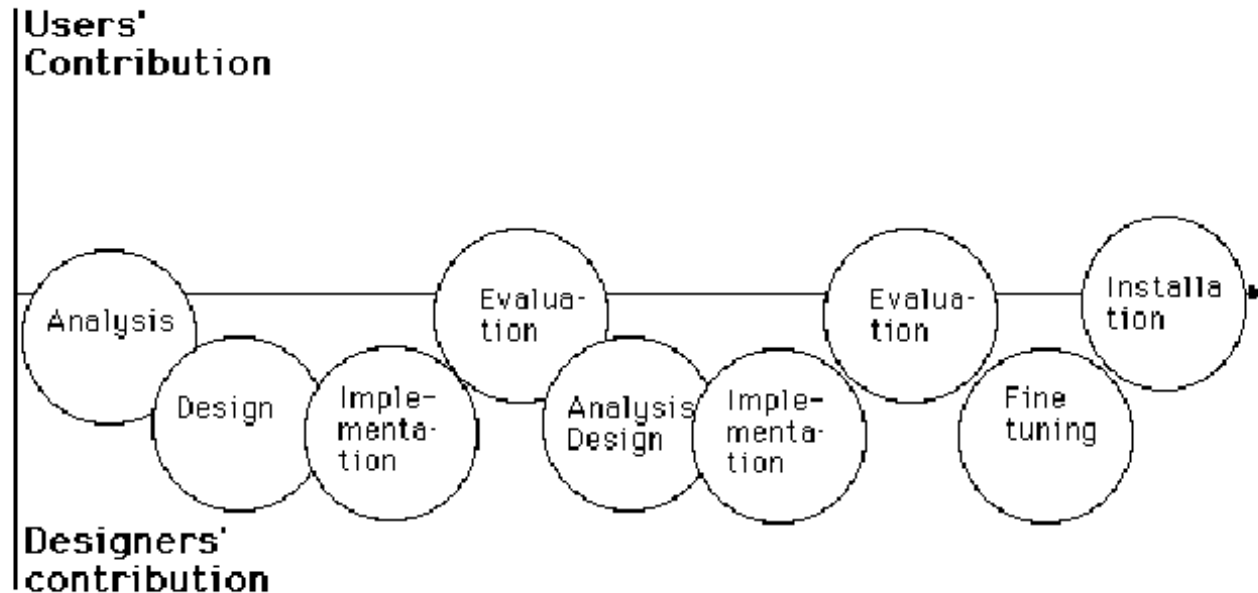 Users'
Contribution
Analysis
Design
Imple-
menta-
tion
Evalua-
tion
Analysis
Design
Imple-
menta-
tion
Evalua-
tion
Fine
tuning
Installa
tion
Designers'
contribution